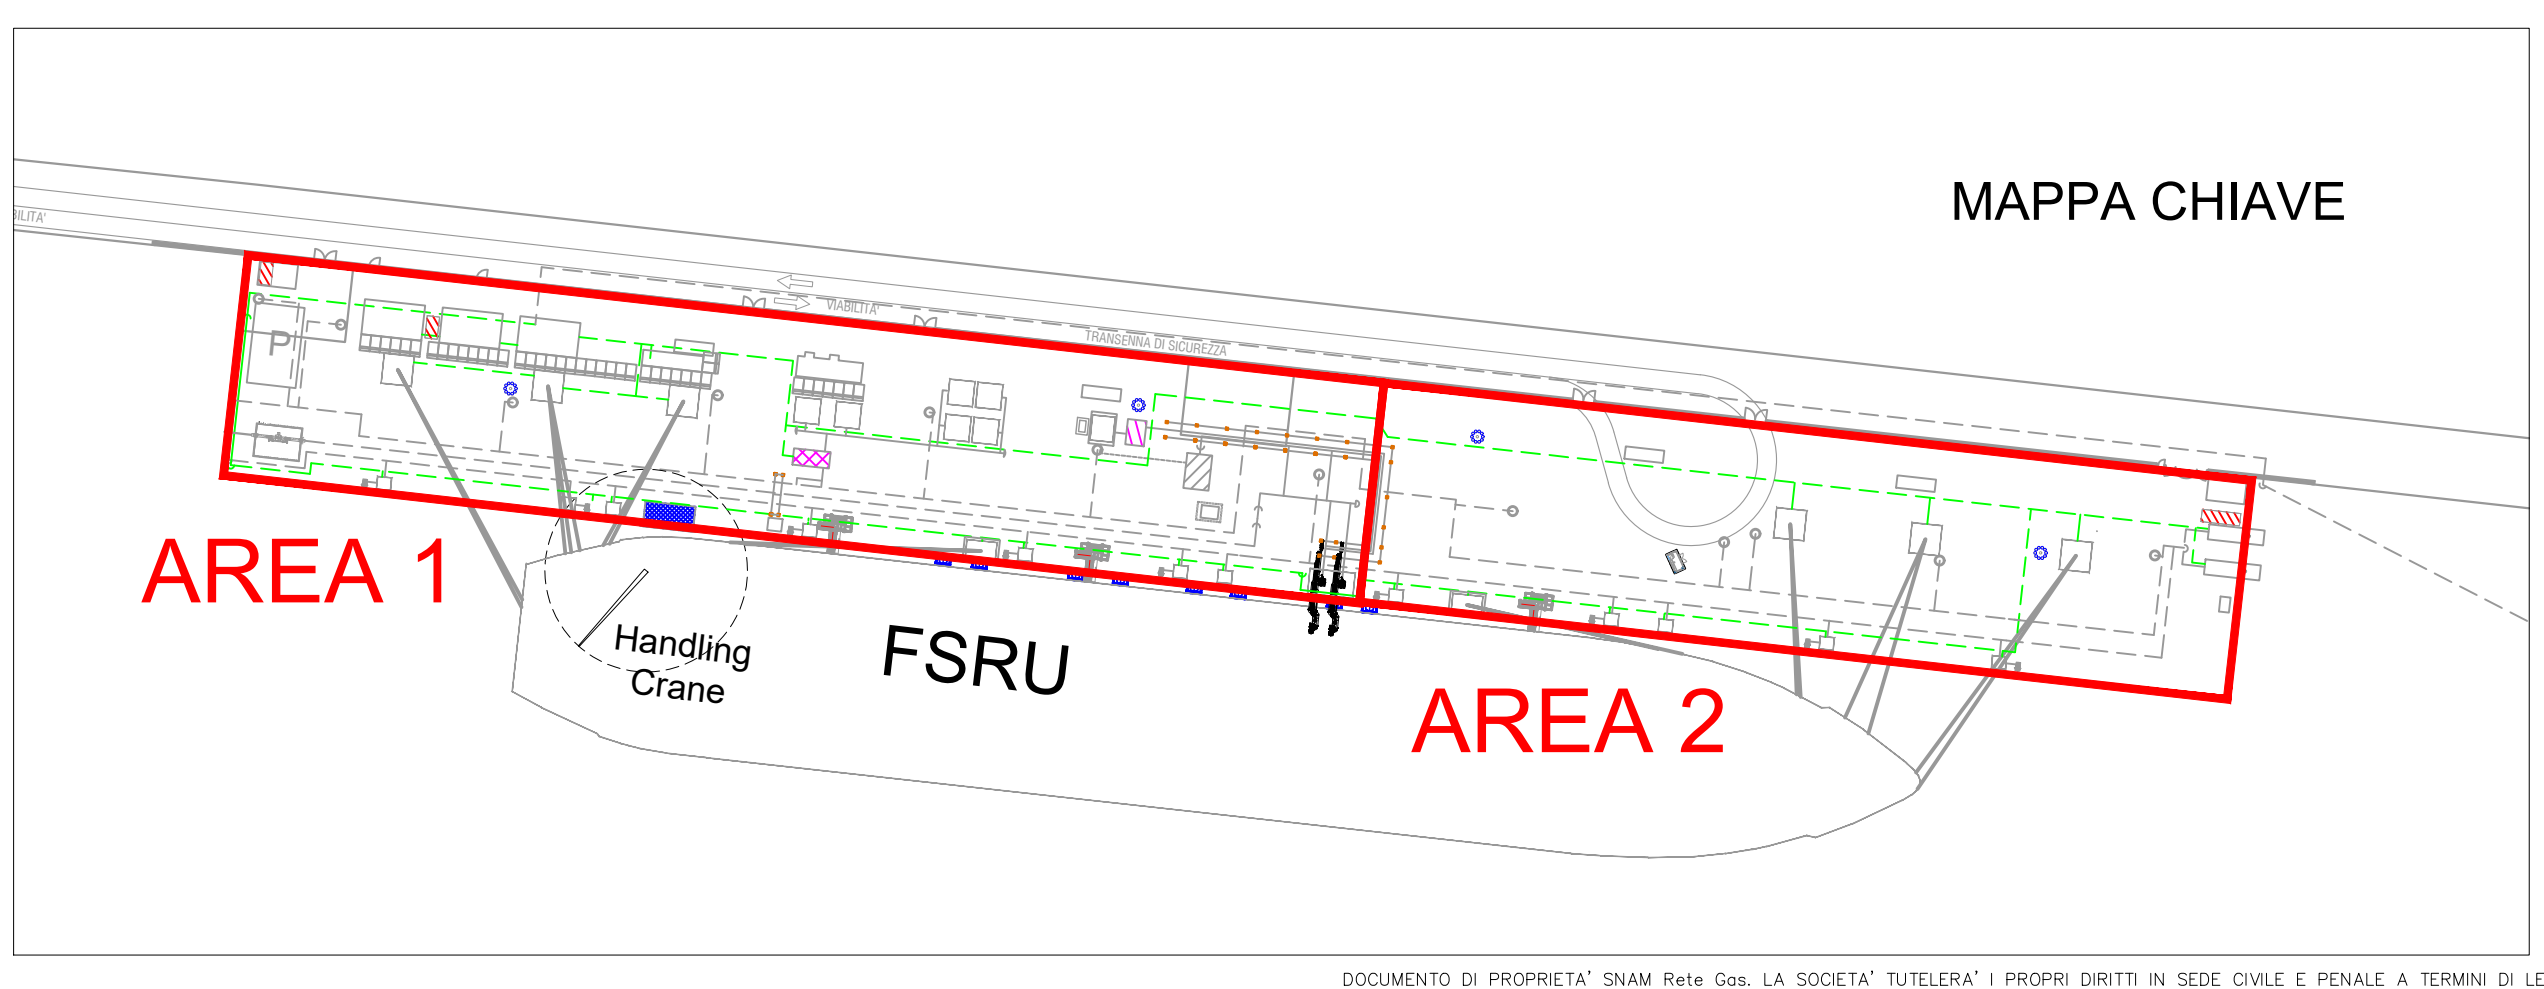 MAPPA CHIAVE
BILITA'
VIABILITA'
TRANSENNA DI SICUREZZA
P
AREA 1
Handling
Crane
FSRU
AREA 2
DOCUMENTO DI PROPRIETA' SNAM Rete Gas. LA SOCIETA' TUTELERA' I PROPRI DIRITTI IN SEDE CIVILE E PENALE A TERMINI DI LE